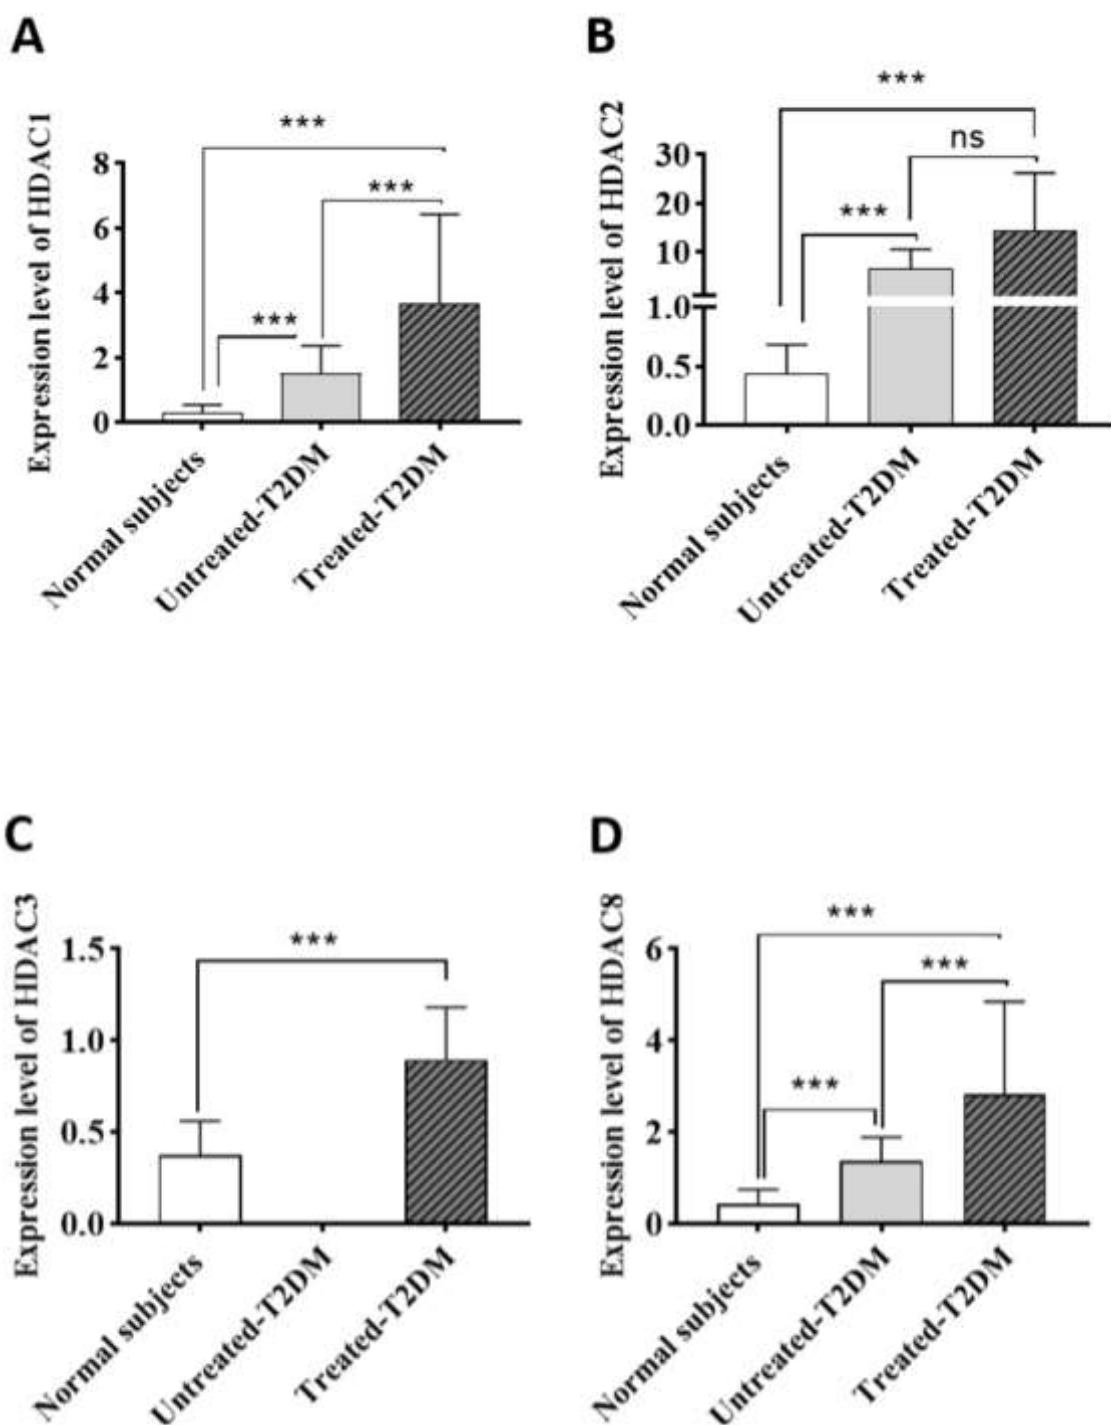 A
Expression level of HDAC1
8
6
4
2
0
***
***
***
Normal subjects
Untreated-T2DM
Treated-T2DM
B
Expression level of HDAC2
30
20
10
1.0
0.5
0.0
***
ns
***
Normal subjects
Untreated-T2DM
Treated-T2DM
C
Expression level of HDAC3
1.5
1.0
0.5
0.0
***
Normal subjects
Untreated-T2DM
Treated-T2DM
D
Expression level of HDAC8
6
4
2
0
***
***
***
Normal subjects
Untreated-T2DM
Treated-T2DM